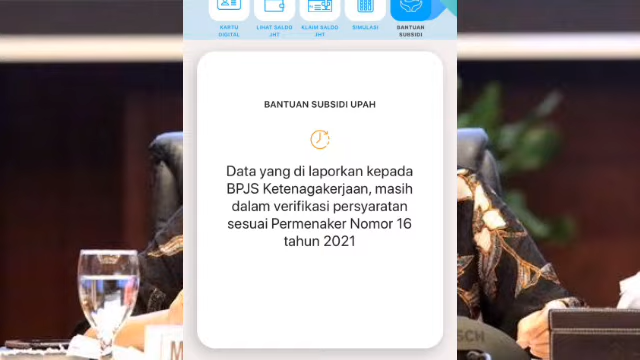 KARTU
DIGITAL
LIHAT SALDO
JHT
KLAIM SALDO
JHT
SIMULASI
BANTUAN
SUBSIDI
BANTUAN SUBSIDI UPAH
Data yang di laporkan kepada
BPJS Ketenagakerjaan, masih
dalam verifikasi persyaratan
sesuai Permenaker Nomor 16
tahun 2021
M
SCH